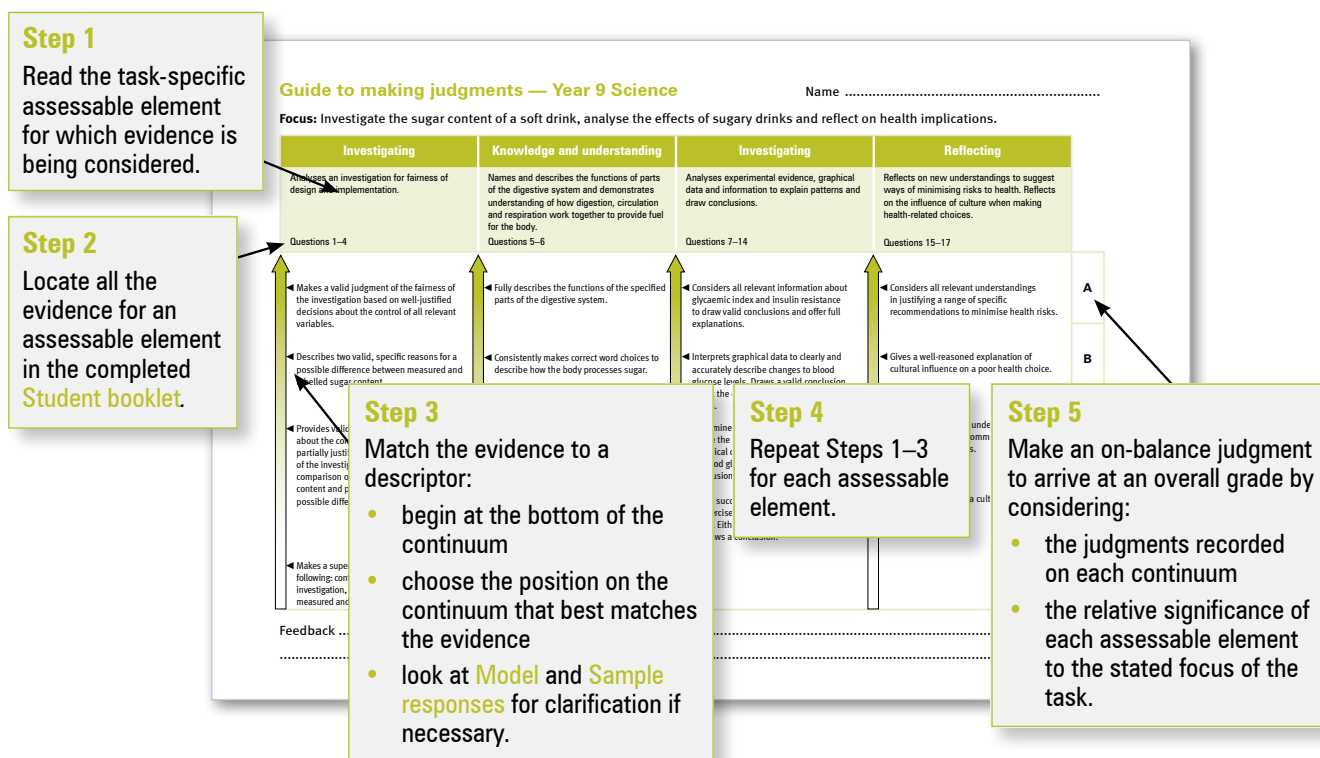 Step 1
Read the task-specific
assessable element
for which evidence is
being considered.
Step 2
Locate all the
evidence for an
assessable element
in the completed
Student booklet.
Guide to making judgments — Year 9 Science
Name
Focus: Investigate the sugar content of a soft drink, analyse the effects of sugary drinks and reflect on health implications.
Investigating
Analyses an investigation for fairness of
design and implementation.
Questions 1–4
Knowledge and understanding
Names and describes the functions of parts
of the digestive system and demonstrates
understanding of how digestion, circulation
and respiration work together to provide fuel
for the body.
Questions 5–6
Investigating
Analyses experimental evidence, graphical
data and information to explain patterns and
draw conclusions.
Questions 7–14
Reflecting
Reflects on new understandings to suggest
ways of minimising risks to health. Reflects
on the influence of culture when making
health-related choices.
Questions 15–17
Makes a valid judgment of the fairness of
the investigation based on well-justified
decisions about the control of all relevant
variables.
Describes two valid, specific reasons for a
possible difference between measured and
labelled sugar content.
Provides
about the
partially
of the
comparison
content and
possible
Makes a
following:
investigation,
measured and
Fully describes the functions of the specified
parts of the digestive system.
Consistently makes correct word choices to
describe how the body processes sugar.
Considers all relevant information about
glycaemic index and insulin resistance
to draw valid conclusions and offer full
explanations.
Interprets graphical data to clearly and
accurately describe changes to blood
glucose levels. Draws a valid conclusion
the
Considers all relevant understandings
in justifying a range of specific
recommendations to minimise health risks.
Gives a well-reasoned explanation of
cultural influence on a poor health choice.
A
B
Feedback
Step 3
Match the evidence to a
descriptor:
• begin at the bottom of the
continuum
• choose the position on the
continuum that best matches
the evidence
• look at Model and Sample
responses for clarification if
necessary.
Step 4
Repeat Steps 1–3
for each assessable
element.
Step 5
Make an on-balance judgment
to arrive at an overall grade by
considering:
• the judgments recorded
on each continuum
• the relative significance of
each assessable element
to the stated focus of the
task.